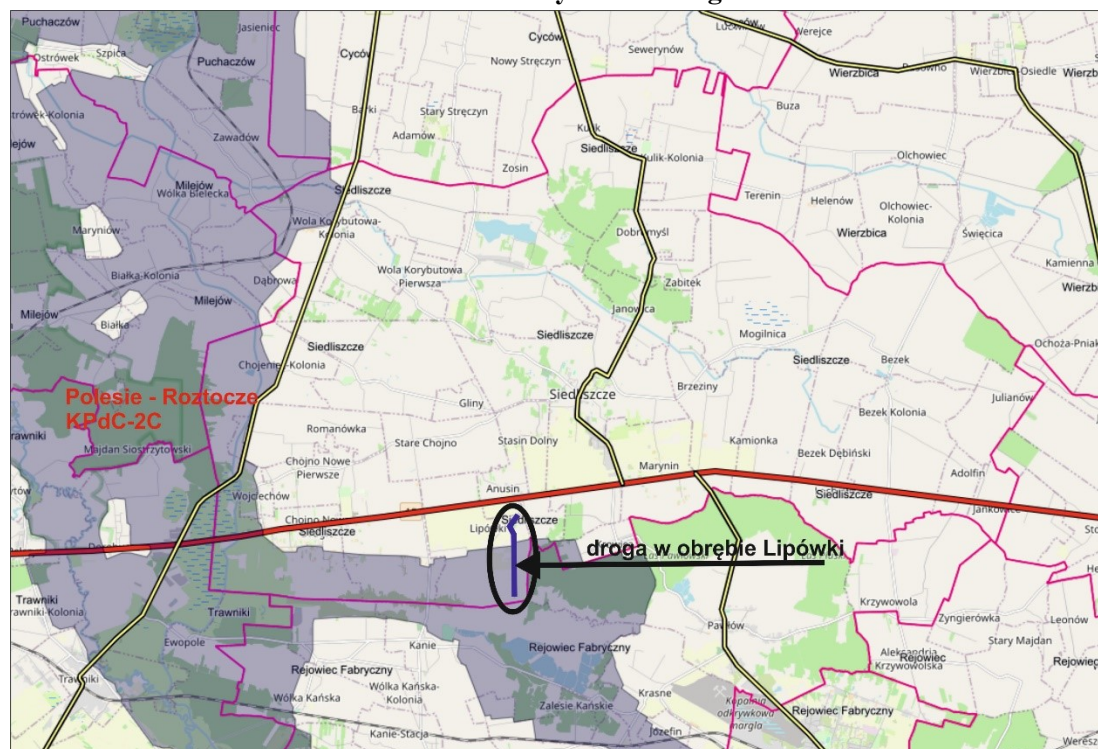 Puchaczów
Jasieniec
Cyców
Werejce
Ostrówek
Szpica
Puchaczów
Cyców
Nowy Stręczyn
Sewerynów
Wierzbica
Wierzbica-Osiedle
Barki
Stary Stręczyn
Adamów
Buza
Zawadów
Kulik
Siedliszcze
Kulik-Kolonia
Olchowiec
Zosin
Milejów
Wólka Bielecka
Siedliszcze
Terenin
Helenów
Olchowiec-
Kolonia
Maryniów
Wola Korybutowa-
Kolonia
Dobromyśl
Wierzbica
Święcica
Białka-Kolonia
Dąbrowa
Wola Korybutowa
Pierwsza
Zabitek
Kamienna
Milejów
Milejów
Białka
Janowica
Siedliszcze
Mogilnica
Siedliszcze
Siedliszcze
Bezek
Chojeniec-Kolonia
Brzeziny
Julianów
Polesie - Roztocze
KPdC-2C
Gliny
Siedliszcze
Bezek Kolonia
Romanówka
Stare Chojno
Stasin Dolny
Kamionka
Majdan Siostrzytowski
Bezek Dębiński
Chojno Nowe
Pierwsze
Marynin
Adolfin
Wojciechów
Anusin
Siedliszcze
Siedliszcze
Lipówki
Siedliszcze
droga w obrębie Lipówki
Trawniki
Trawniki
Krzywowola
Zyngierówka
Leonów
Ewopole
Kanie
Rejowiec Fabryczny
Pawłów
Stary Majdan
Aleksandria
Krzywowolska
Rejowiec
Rejowiec Fabryczny
Wólka Kańska
Wólka Kańska-
Kolonia
Krasne
Zalesie Kańskie
Kopalnia
odkrywkowa
margla
Rejowiec Fabryczny
Kanie-Stacja
Józefin